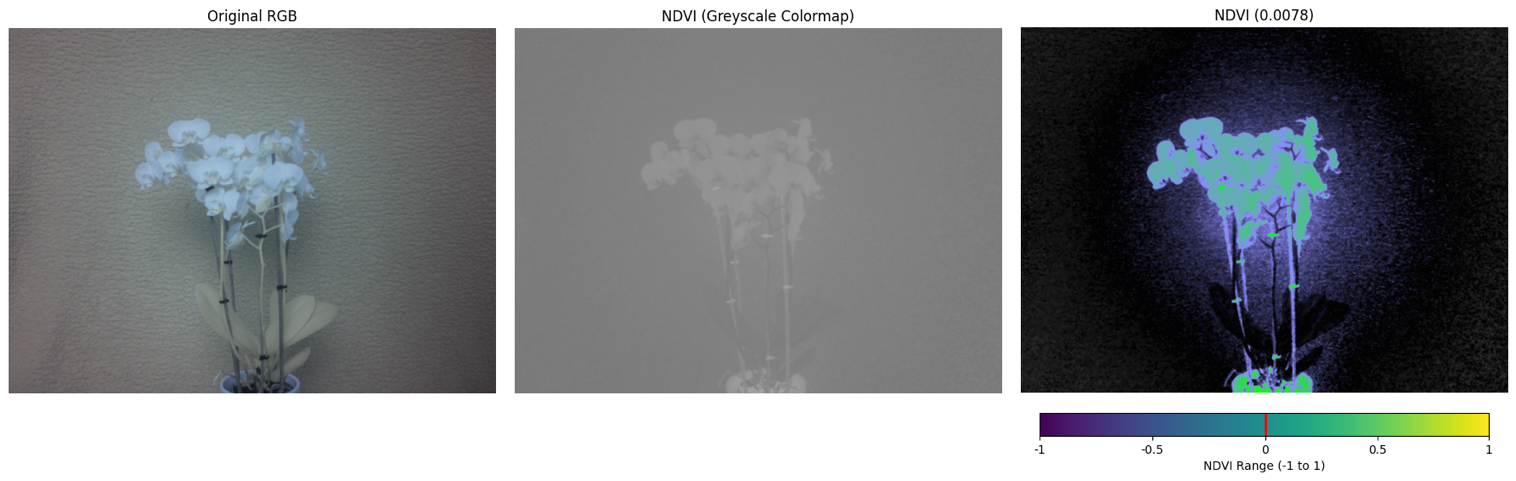 Original RGB
NDVI (Greyscale Colormap)
NDVI (0.0078)
-1 -0.5 0 0.5 1
NDVI Range (-1 to 1)